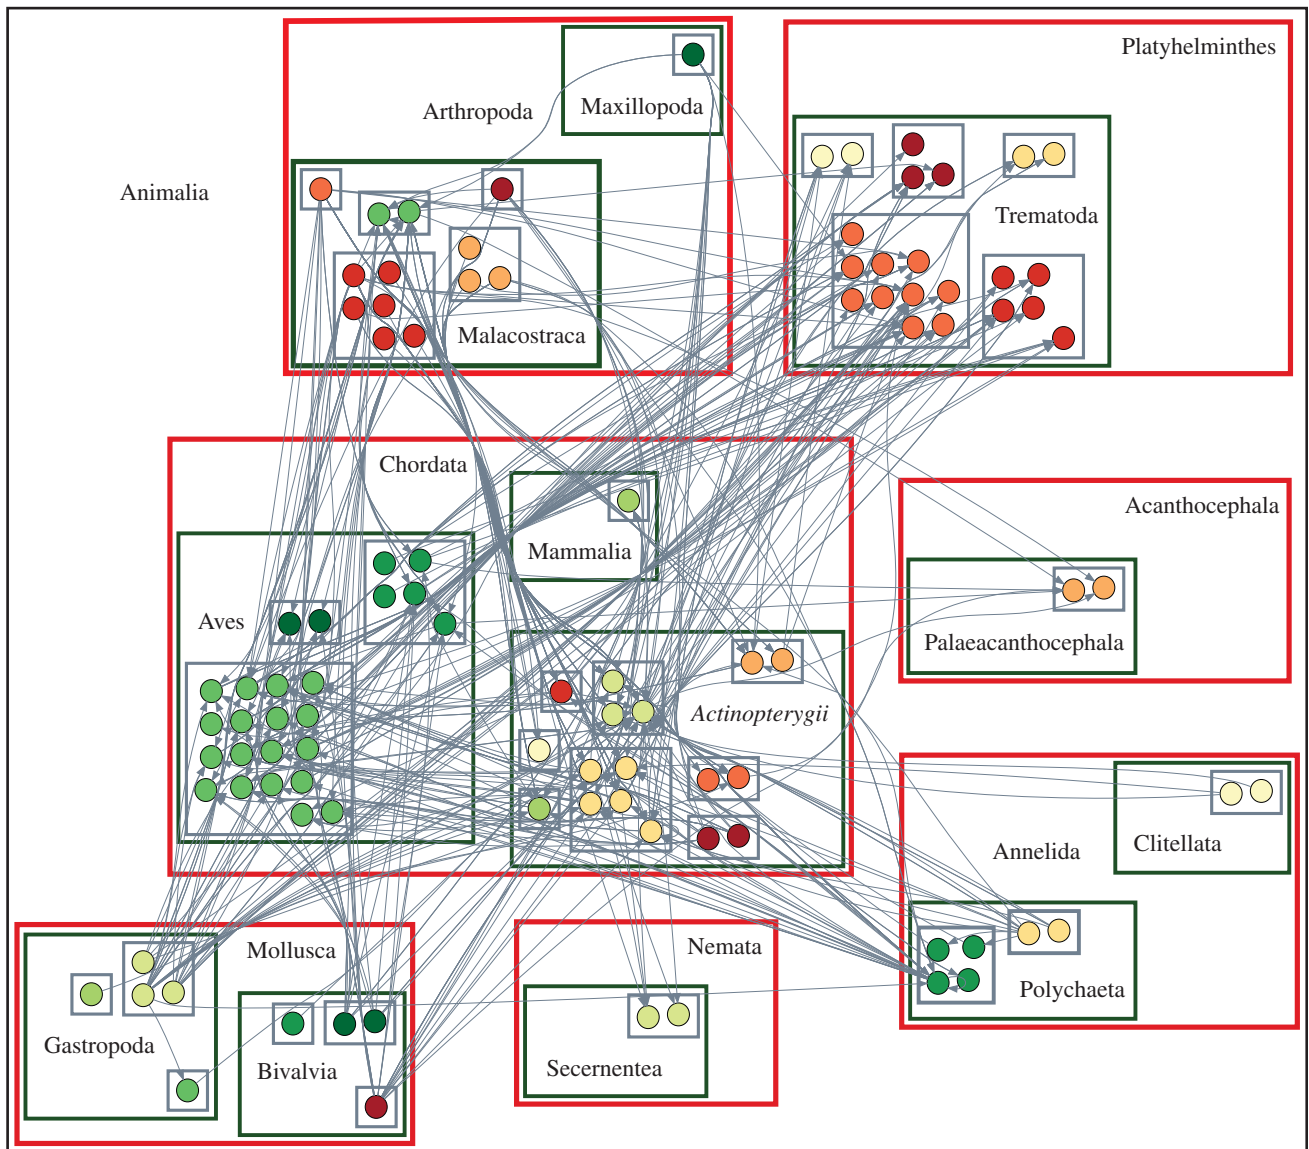 Platyhelminthes
Maxillopoda
Arthropoda
Animalia
Trematoda
Malacostraca
Chordata
Acanthocephala
Mammalia
Aves
Palaeacanthocephala
Actinopterygii
Clitellata
Annelida
Mollusca
Nemata
Polychaeta
Gastropoda
Bivalvia
Secernentea